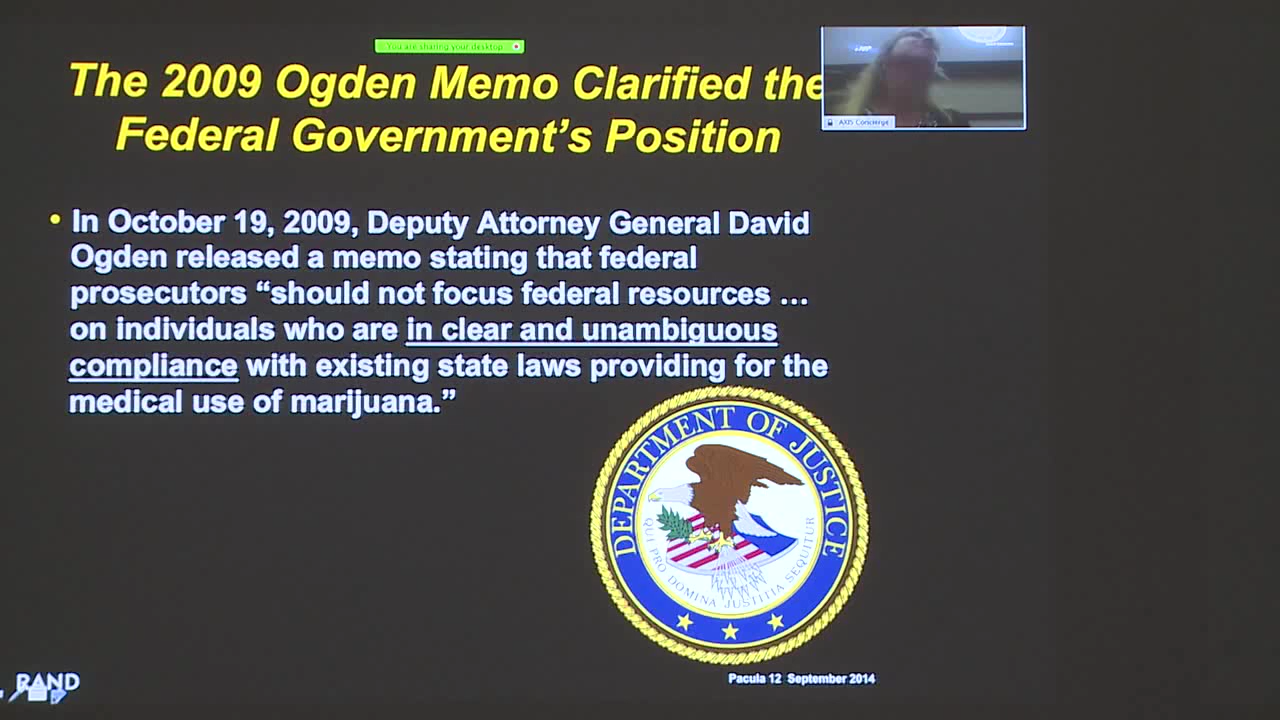 You are sharing your desktop
The 2009 Ogden Memo Clarified the
Federal Government's Position
AXIS Concierge
• In October 19, 2009, Deputy Attorney General David
Ogden released a memo stating that federal
prosecutors “should not focus federal resources …
on individuals who are in clear and unambiguous
compliance with existing state laws providing for the
medical use of marijuana.”
DEPARTMENT OF JUSTICE
QUI PRO DOMINA JUSTITIA SEQUITUR
RAND
Pacula 12 September 2014